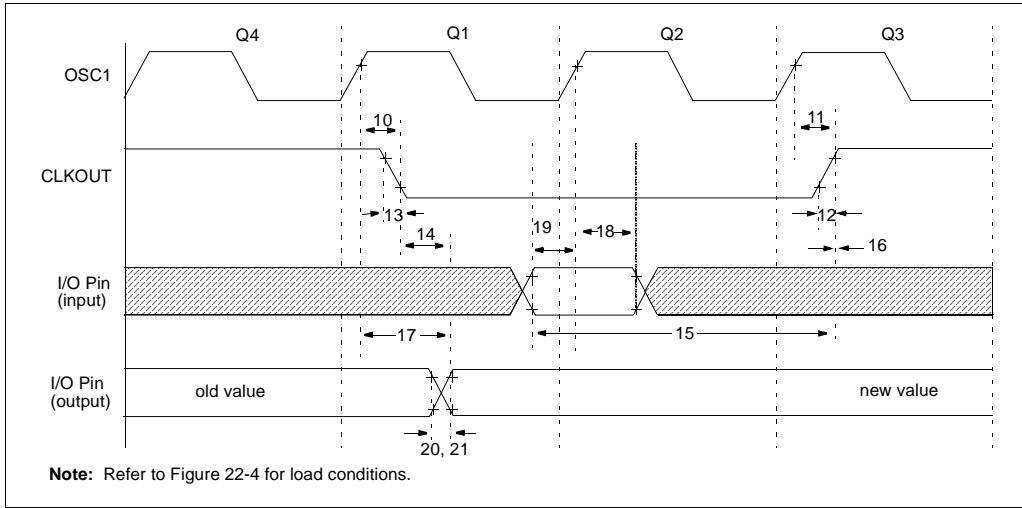 Q4 Q1 Q2 Q3
OSC1
10 11
CLKOUT
13 19 18 12
14 16
I/O Pin
(input)
17 15
I/O Pin
(output)
old value new value
20, 21
Note: Refer to Figure 22-4 for load conditions.